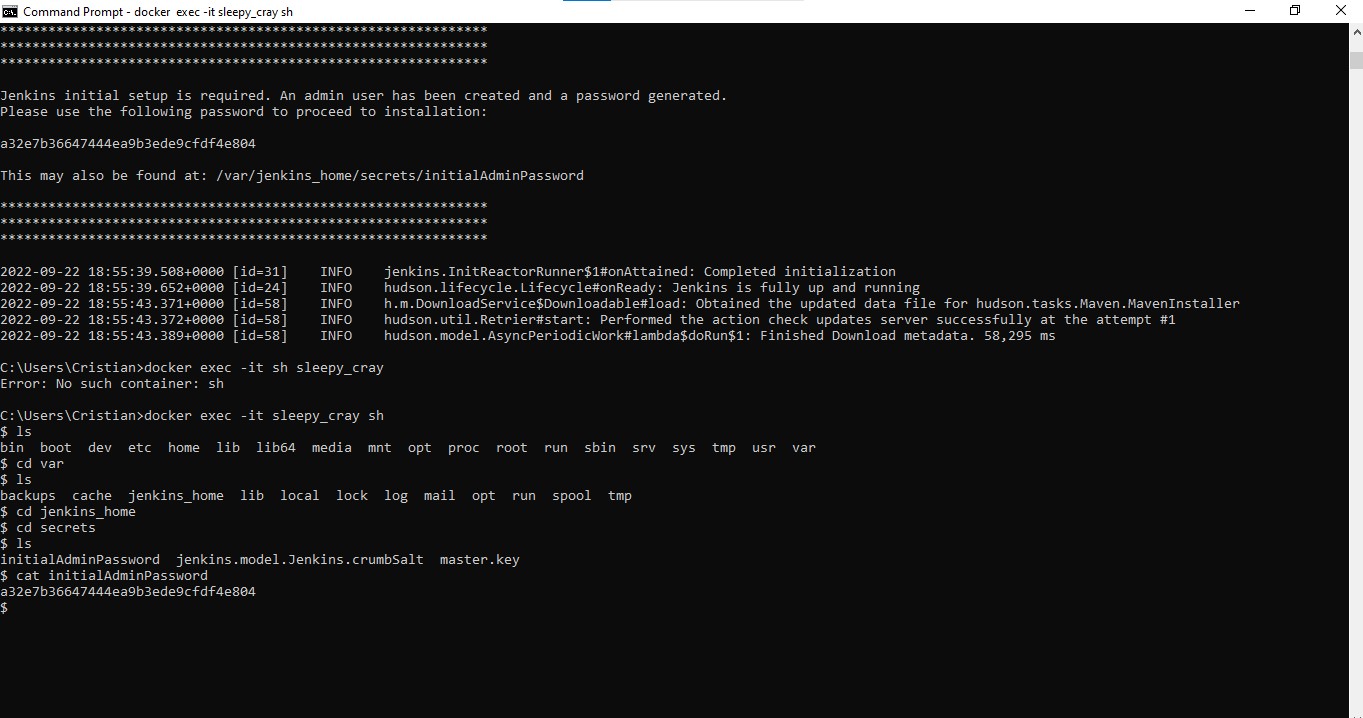 Command Prompt - docker exec -it sleepy_cray sh
*************************************************************
*************************************************************
*************************************************************
Jenkins initial setup is required. An admin user has been created and a password generated.
Please use the following password to proceed to installation:
a32e7b36647444ea9b3ede9cfdf4e804
This may also be found at: /var/jenkins_home/secrets/initialAdminPassword
*************************************************************
*************************************************************
*************************************************************
2022-09-22 18:55:39.508+0000 [id=31]    INFO    jenkins.InitReactorRunner$1#onAttained: Completed initialization
2022-09-22 18:55:39.652+0000 [id=24]    INFO    hudson.lifecycle.Lifecycle#onReady: Jenkins is fully up and running
2022-09-22 18:55:43.371+0000 [id=58]    INFO    h.m.DownloadService$Downloadable#load: Obtained the updated data file for hudson.tasks.Maven.MavenInstaller
2022-09-22 18:55:43.372+0000 [id=58]    INFO    hudson.util.Retrier#start: Performed the action check updates server successfully at the attempt #1
2022-09-22 18:55:43.389+0000 [id=58]    INFO    hudson.model.AsyncPeriodicWork#lambda$doRun$1: Finished Download metadata. 58,295 ms
C:\Users\Cristian>docker exec -it sh sleepy_cray
Error: No such container: sh
C:\Users\Cristian>docker exec -it sleepy_cray sh
$ ls
bin  boot  dev  etc  home  lib  lib64  media  mnt  opt  proc  root  run  sbin  srv  sys  tmp  usr  var
$ cd var
$ ls
backups  cache  jenkins_home  lib  local  lock  log  mail  opt  run  spool  tmp
$ cd jenkins_home
$ cd secrets
$ ls
initialAdminPassword  jenkins.model.Jenkins.crumbSalt  master.key
$ cat initialAdminPassword
a32e7b36647444ea9b3ede9cfdf4e804
$